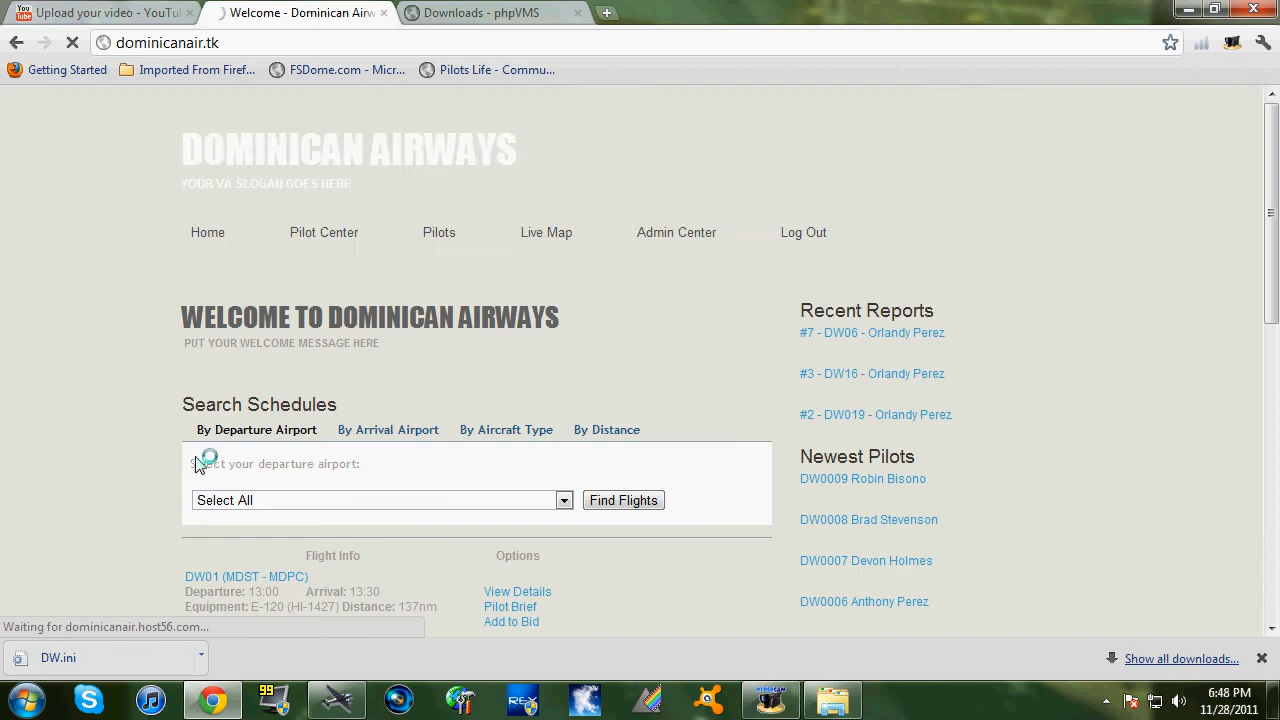 Upload your video - YouTu
Welcome - Dominican Airw
Downloads - phpVMS
dominicanair.tk
Getting Started
Imported From Firef...
FSDome.com - Micr...
Pilots Life - Commu...
DOMINICAN AIRWAYS
YOUR VA SLOGAN GOES HERE
Home
Pilot Center
Pilots
Live Map
Admin Center
Log Out
WELCOME TO DOMINICAN AIRWAYS
PUT YOUR WELCOME MESSAGE HERE
Search Schedules
By Departure Airport
By Arrival Airport
By Aircraft Type
By Distance
Select your departure airport:
Select All
Find Flights
Flight Info
Options
DW01 (MDST - MDPC)
Departure: 13:00 Arrival: 13:30
Equipment: E-120 (HI-1427) Distance: 137nm
View Details
Pilot Brief
Add to Bid
Recent Reports
#7 - DW06 - Orlandy Perez
#3 - DW16 - Orlandy Perez
#2 - DW019 - Orlandy Perez
Newest Pilots
DW0009 Robin Bisono
DW0008 Brad Stevenson
DW0007 Devon Holmes
DW0006 Anthony Perez
Waiting for dominicanair.host56.com...
DW.ini
Show all downloads...
99
REX
HYPERCAM
6:48 PM
11/28/2011